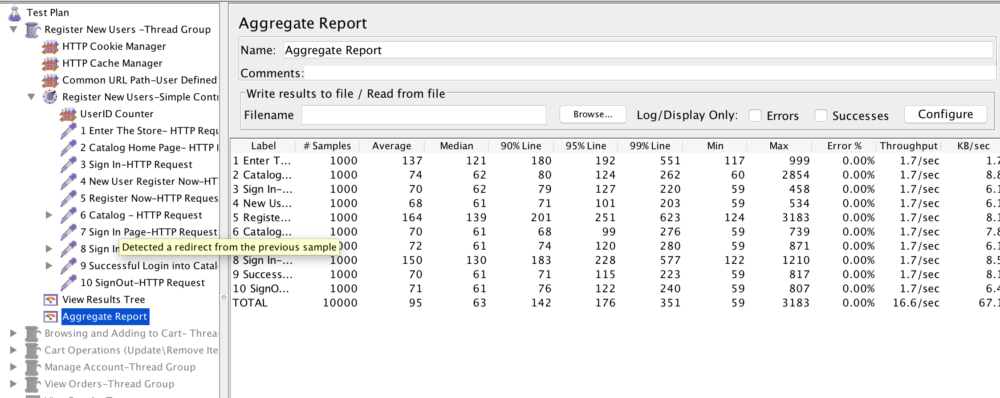 Test Plan
Register New Users -Thread Group
HTTP Cookie Manager
HTTP Cache Manager
Common URL Path-User Defined
Register New Users-Simple Contr
UserID Counter
1 Enter The Store- HTTP Requ
2 Catalog Home Page- HTTP
3 Sign In-HTTP Request
4 New User Register Now-HT
5 Register Now-HTTP Reques
6 Catalog - HTTP Request
7 Sign In Page-HTTP Request
8 Sign In
9 Successful Login into Catal
10 SignOut-HTTP Request
View Results Tree
Aggregate Report
Browsing and Adding to Cart- Threa
Cart Operations (Update\Remove Ite
Manage Account-Thread Group
View Orders-Thread Group
Detected a redirect from the previous sample
Aggregate Report
Name: Aggregate Report
Comments:
Write results to file / Read from file
Filename Browse... Log/Display Only: Errors Successes Configure
Label # Samples Average Median 90% Line 95% Line 99% Line Min Max Error % Throughput KB/sec
1 Enter T... 1000 137 121 180 192 551 117 999 0.00% 1.7/sec 1.7
2 Catalog... 1000 74 62 80 124 262 60 2854 0.00% 1.7/sec 8.8
3 Sign In-... 1000 70 62 79 127 220 59 458 0.00% 1.7/sec 6.1
4 New Us... 1000 68 61 71 101 203 59 534 0.00% 1.7/sec 6.1
5 Registe... 1000 164 139 201 251 623 124 3183 0.00% 1.7/sec 8.1
6 Catalog... 1000 70 61 68 99 276 59 739 0.00% 1.7/sec 7.8
000 72 61 74 120 280 59 871 0.00% 1.7/sec 6.1
8 Sign In-... 1000 150 130 183 228 577 122 1210 0.00% 1.7/sec 8.5
9 Success... 1000 70 61 71 115 223 59 817 0.00% 1.7/sec 8.1
10 SignO... 1000 71 61 76 122 240 59 807 0.00% 1.7/sec 6.4
TOTAL 10000 95 63 142 176 351 59 3183 0.00% 16.6/sec 67.1